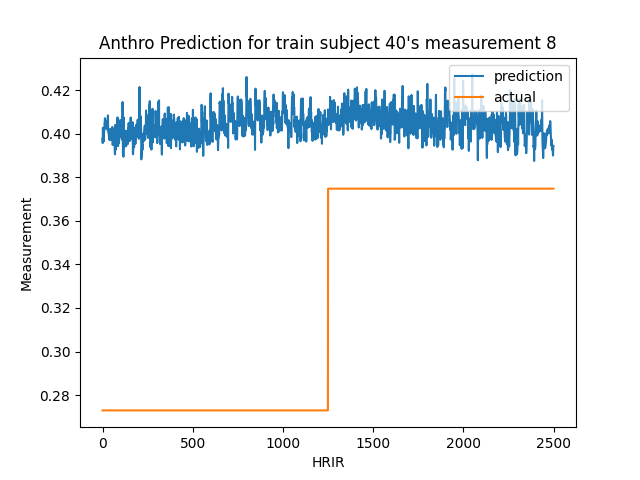 Anthro Prediction for train subject 40's measurement 8
prediction
actual
0.42
0.40
0.38
0.36
0.34
0.32
0.30
0.28
Measurement
0
500
1000
1500
2000
2500
HRIR